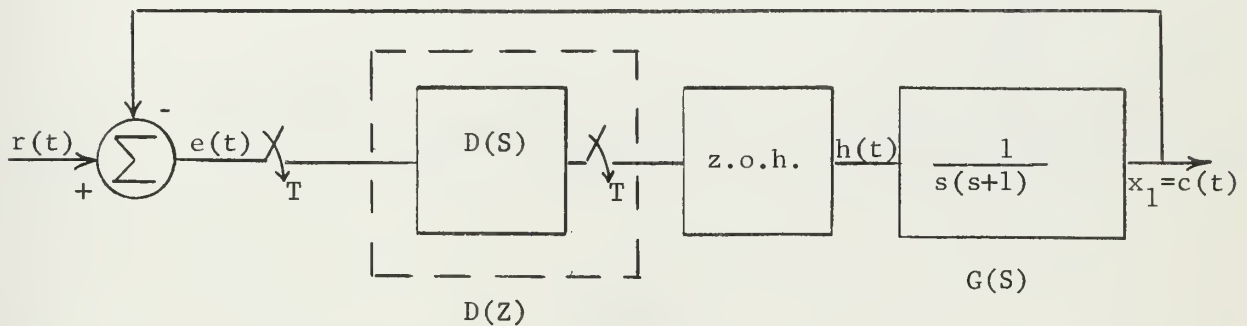 r(t)
+
-
Σ
e(t)
T
D(S)
T
D(Z)
z.o.h.
h(t)
1
s(s+1)
G(S)
x₁=c(t)